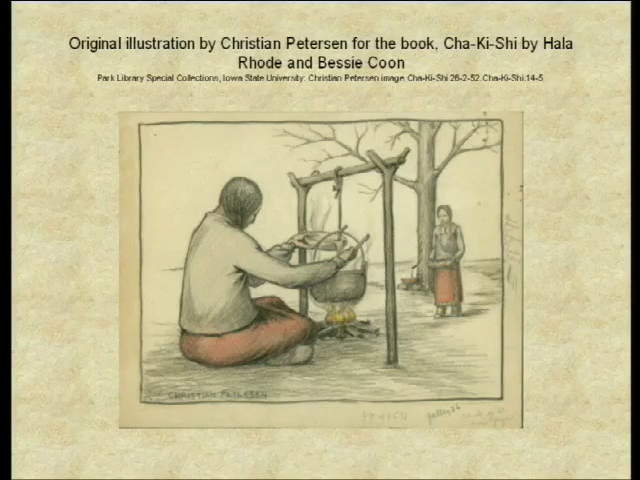 Original illustration by Christian Petersen for the book, Cha-Ki-Shi by Hala
Rhode and Bessie Coon
Park Library Special Collections, Iowa State University. Christian Petersen image Cha-Ki-Shi 26-2-52.Cha-Ki-Shi.14-5
CHRISTIAN PETERSEN